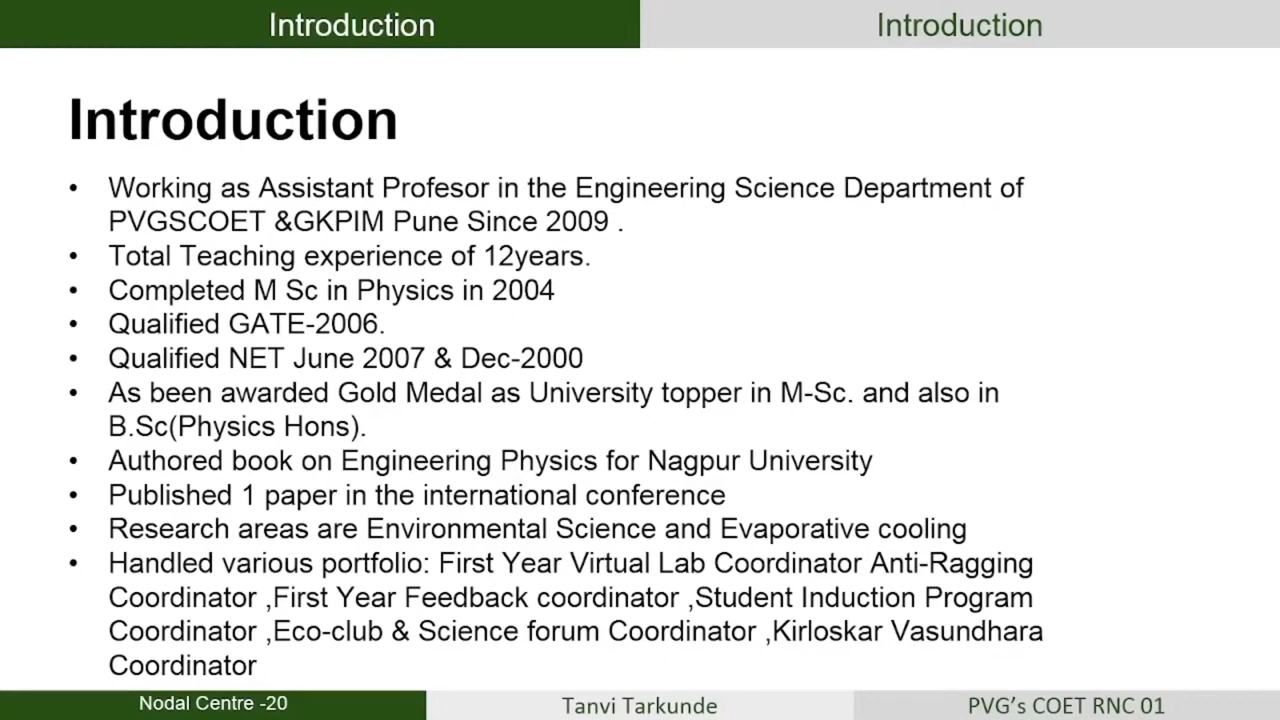 Introduction
Introduction
Introduction
• Working as Assistant Profesor in the Engineering Science Department of
PVGSCOET &GKPIM Pune Since 2009 .
• Total Teaching experience of 12years.
• Completed M Sc in Physics in 2004
• Qualified GATE-2006.
• Qualified NET June 2007 & Dec-2000
• As been awarded Gold Medal as University topper in M-Sc. and also in
B.Sc(Physics Hons).
• Authored book on Engineering Physics for Nagpur University
• Published 1 paper in the international conference
• Research areas are Environmental Science and Evaporative cooling
• Handled various portfolio: First Year Virtual Lab Coordinator Anti-Ragging
Coordinator ,First Year Feedback coordinator ,Student Induction Program
Coordinator ,Eco-club & Science forum Coordinator ,Kirloskar Vasundhara
Coordinator
Nodal Centre -20
Tanvi Tarkunde
PVG’s COET RNC 01